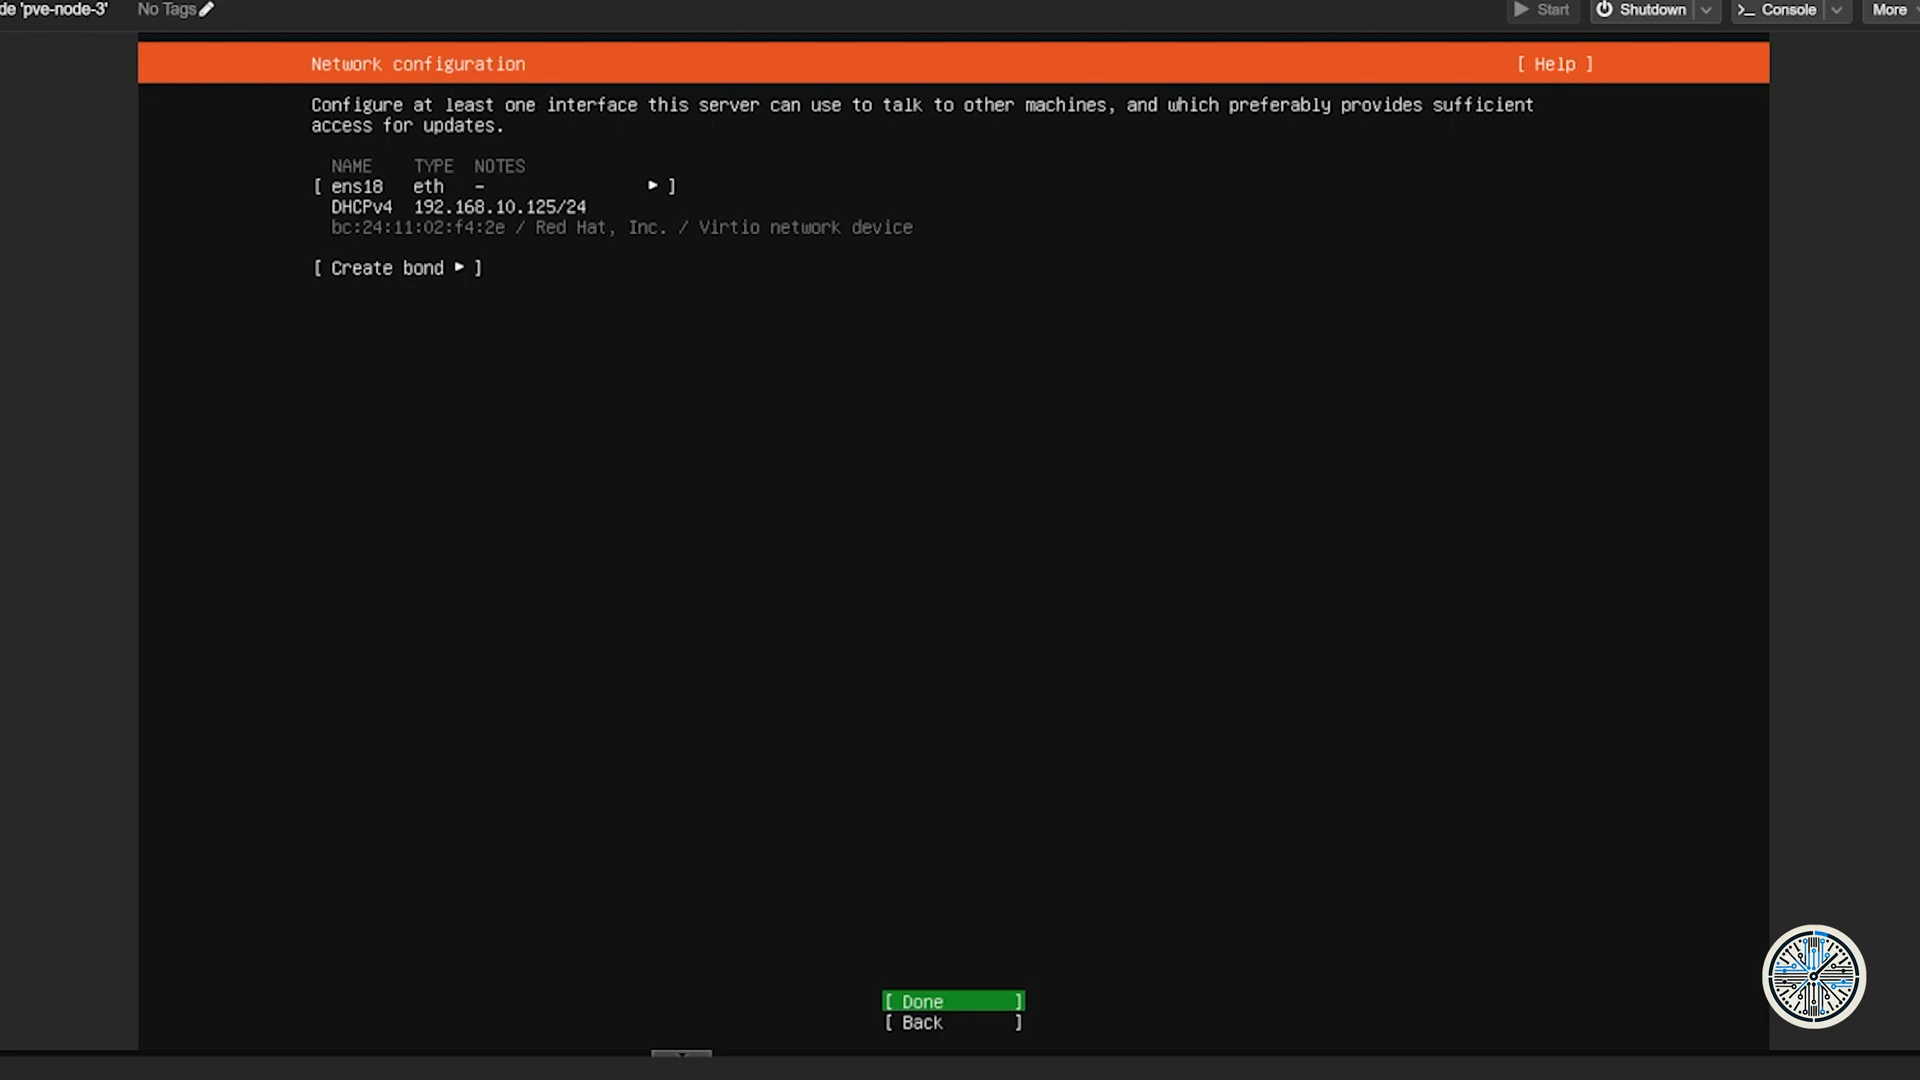 de 'pve-node-3' No Tags Start Shutdown Console More
Network configuration [ Help ]
Configure at least one interface this server can use to talk to other machines, and which preferably provides sufficient
access for updates.
NAME TYPE NOTES
[ ens18 eth - ▸ ]
DHCPv4 192.168.10.125/24
bc:24:11:02:f4:2e / Red Hat, Inc. / Virtio network device
[ Create bond ▸ ]
[ Done ]
[ Back ]